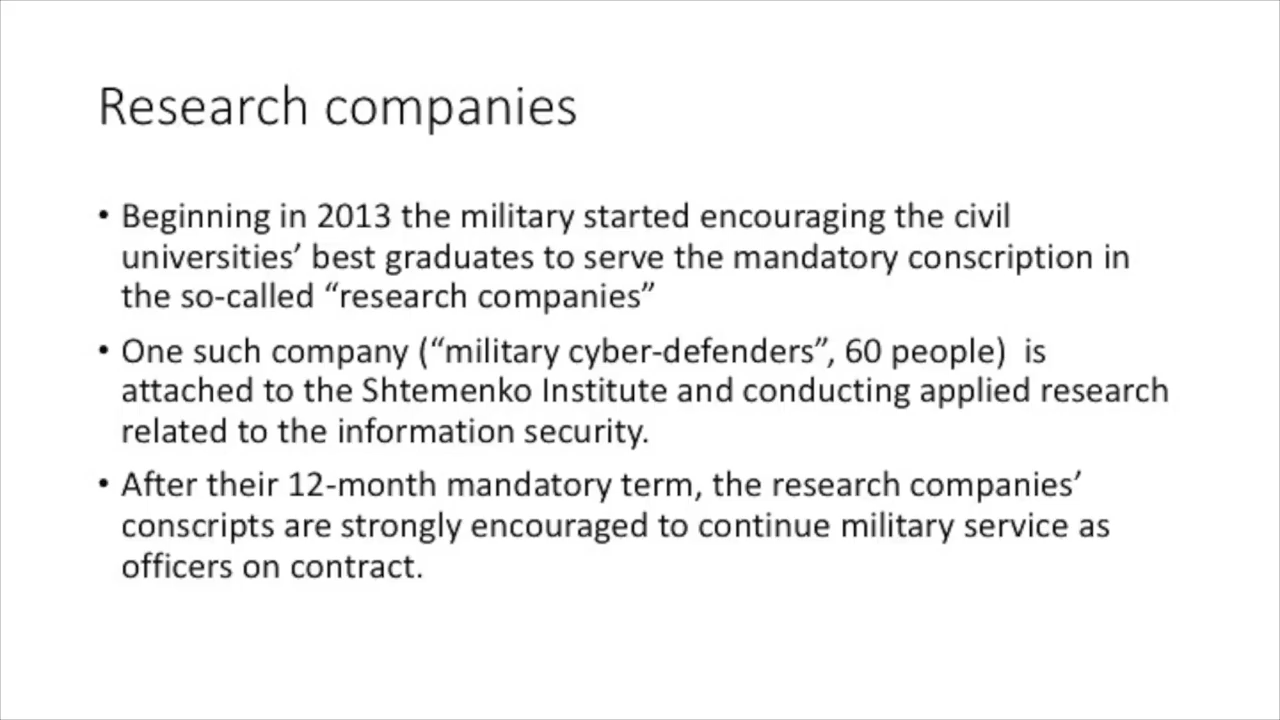 Research companies
• Beginning in 2013 the military started encouraging the civil
universities’ best graduates to serve the mandatory conscription in
the so-called “research companies”
• One such company (“military cyber-defenders”, 60 people)  is
attached to the Shtemenko Institute and conducting applied research
related to the information security.
• After their 12-month mandatory term, the research companies’
conscripts are strongly encouraged to continue military service as
officers on contract.